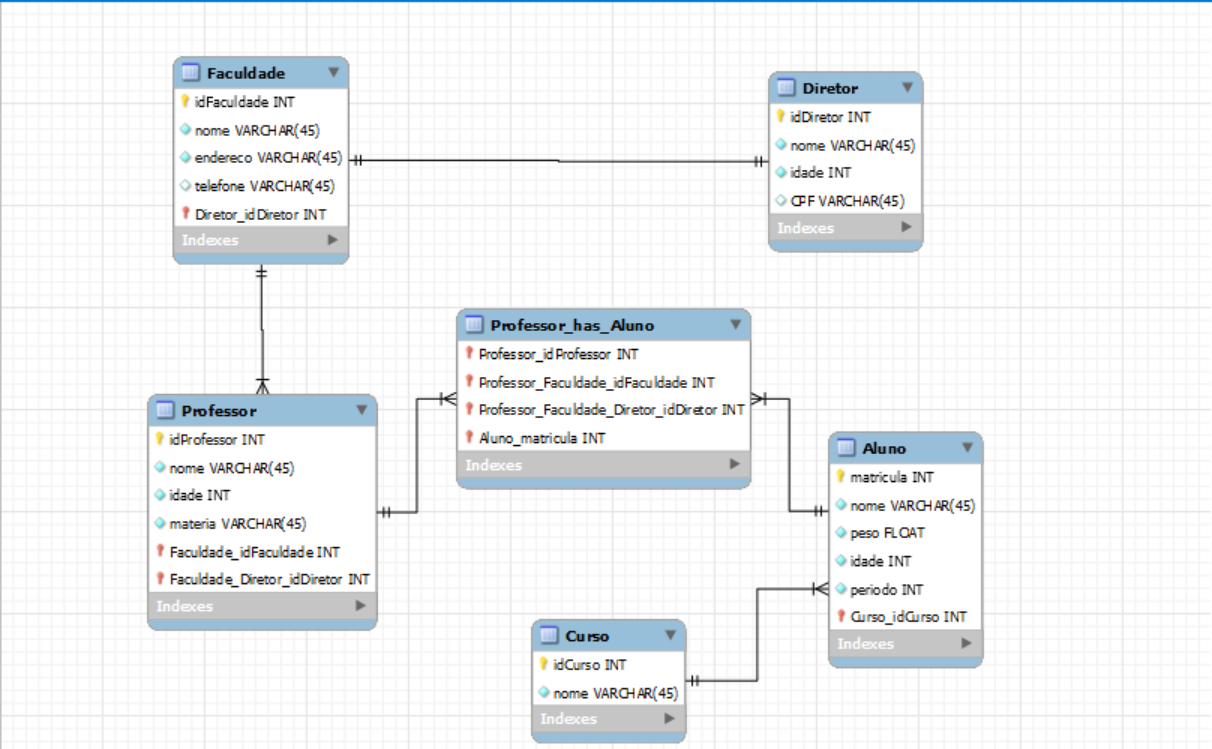 Faculdade
idFaculdade INT
nome VARCHAR(45)
endereco VARCHAR(45)
telefone VARCHAR(45)
Diretor_idDiretor INT
Indexes
Diretor
idDiretor INT
nome VARCHAR(45)
idade INT
CPF VARCHAR(45)
Indexes
Professor_has_Aluno
Professor_idProfessor INT
Professor_Faculdade_idFaculdade INT
Professor_Faculdade_Diretor_idDiretor INT
Aluno_matricula INT
Indexes
Professor
idProfessor INT
nome VARCHAR(45)
idade INT
materia VARCHAR(45)
Faculdade_idFaculdade INT
Faculdade_Diretor_idDiretor INT
Indexes
Aluno
matricula INT
nome VARCHAR(45)
peso FLOAT
idade INT
periodo INT
Curso_idCurso INT
Indexes
Curso
idCurso INT
nome VARCHAR(45)
Indexes